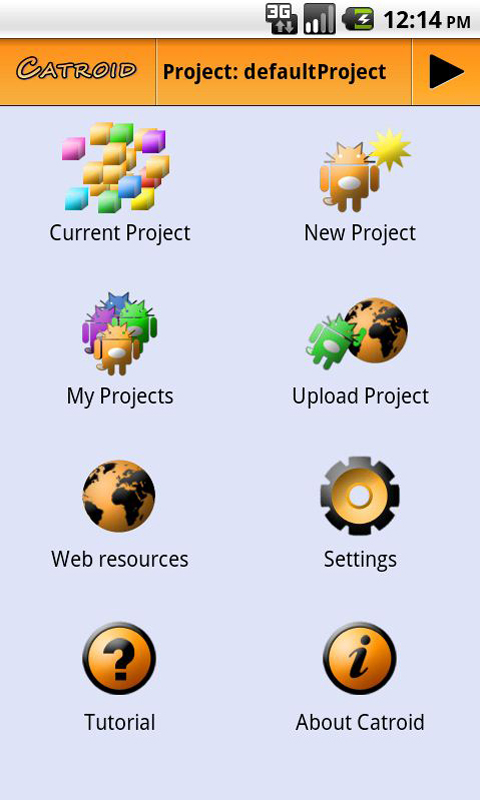 3G 12:14 PM
CATROID Project: defaultProject
Current Project New Project
My Projects Upload Project
Web resources Settings
? i
Tutorial About Catroid